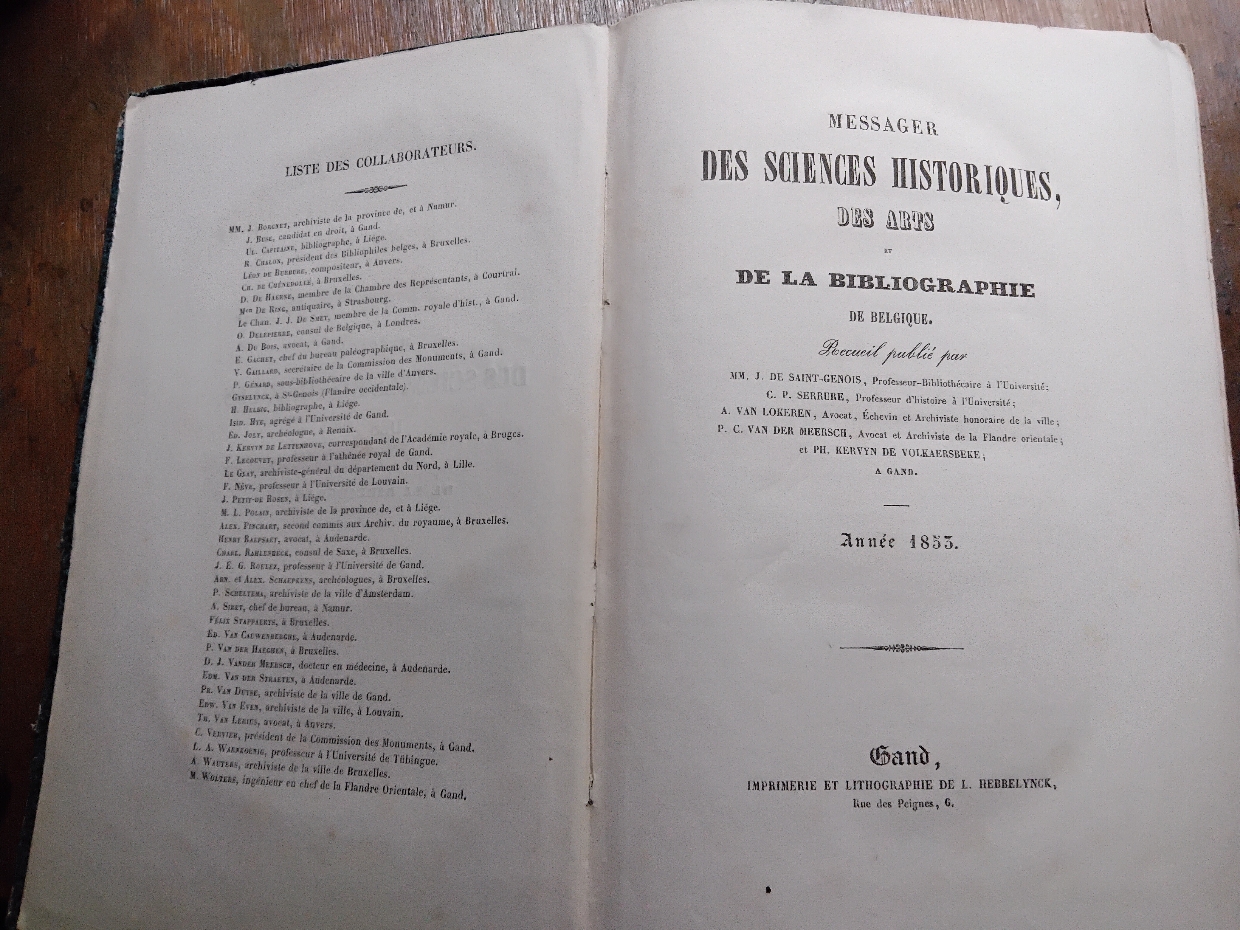 LISTE DES COLLABORATEURS.
MM. J. BORGNET, archiviste de la province de, et à Namur.
J. BUSE, candidat en droit, à Gand.
UL. CAPITAINE, bibliographe, à Liége.
R. CHALON, président des Bibliophiles belges, à Bruxelles.
LÉON DE BURBURE, compositeur, à Anvers.
CH. DE CHÊNEDOLLÉ, à Bruxelles.
D. DE HAERNE, membre de la Chambre des Représentants, à Courtrai.
DE RING, antiquaire, à Strasbourg.
Le Chan. J. J. DE SMET, membre de la Comm. royale d'hist., à Gand.
O. DELEPIERRE, consul de Belgique, à Londres.
A. DU BOIS, avocat, à Gand.
E. GACHET, chef du bureau paléographique, à Bruxelles.
V. GAILLARD, secrétaire de la Commission des Monuments, à Gand.
P. GÉNARD, sous-bibliothécaire de la ville d'Anvers.
GYSELYNCK, à St-Genois (Flandre occidentale).
H. HELBIG, bibliographe, à Liége.
ISID. HYE, agrégé à l'Université de Gand.
ED. JOLY, archéologue, à Renaix.
J. KERVYN DE LETTENHOVE, correspondant de l'Académie royale, à Bruges.
F. LECOUVET, professeur à l'athénée royal de Gand.
LE GLAY, archiviste-général du département du Nord, à Lille.
F. NÈVE, professeur à l'Université de Louvain.
J. PETIT-DE ROSEN, à Liége.
M. L. POLAIN, archiviste de la province de, et à Liége.
ALEX. PINCHART, second commis aux Archiv. du royaume, à Bruxelles.
HENRY RAEPSAET, avocat, à Audenarde.
CHARL. RAHLENBECK, consul de Saxe, à Bruxelles.
J. E. G. ROULEZ, professeur à l'Université de Gand.
ARN. et ALEX. SCHAEPKENS, archéologues, à Bruxelles.
P. SCHELTEMA, archiviste de la ville d'Amsterdam.
A. SIRET, chef de bureau, à Namur.
FÉLIX STAPPAERTS, à Bruxelles.
ED. VAN CAUWENBERGHE, à Audenarde.
P. VAN DER HAEGHEN, à Bruxelles.
D. J. VANDER MEERSCH, docteur en médecine, à Audenarde.
EDM. VAN DER STRAETEN, à Audenarde.
PR. VAN DUYSE, archiviste de la ville de Gand.
EDW. VAN EVEN, archiviste de la ville, à Louvain.
TH. VAN LERIUS, avocat, à Anvers.
C. VERVIER, président de la Commission des Monuments, à Gand.
L. A. WARNKOENIG, professeur à l'Université de Tübingue.
A. WAUTERS, archiviste de la ville de Bruxelles.
M. WOLTERS, ingénieur en chef de la Flandre Orientale, à Gand.
MESSAGER
DES SCIENCES HISTORIQUES,
DES ARTS
ET
DE LA BIBLIOGRAPHIE
DE BELGIQUE.
Recueil publié par
MM. J. DE SAINT-GENOIS, Professeur-Bibliothécaire à l'Université;
C. P. SERRURE, Professeur d'histoire à l'Université;
A. VAN LOKEREN, Avocat, Échevin et Archiviste honoraire de la ville;
P. C. VAN DER MEERSCH, Avocat et Archiviste de la Flandre orientale;
et PH. KERVYN DE VOLKAERSBEKE;
A GAND.
Année 1853.
Gand,
IMPRIMERIE ET LITHOGRAPHIE DE L. HEBBELYNCK,
Rue des Peignes, 6.